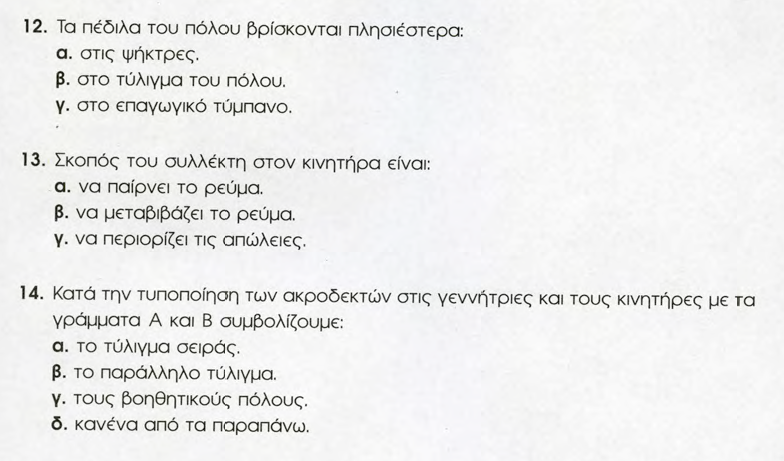 12. Τα πέδιλα του πόλου βρίσκονται πλησιέστερα:
α. στις ψήκτρες.
β. στο τύλιγμα του πόλου.
γ. στο επαγωγικό τύμπανο.
13. Σκοπός του συλλέκτη στον κινητήρα είναι:
α. να παίρνει το ρεύμα.
β. να μεταβιβάζει το ρεύμα.
γ. να περιορίζει τις απώλειες.
14. Κατά την τυποποίηση των ακροδεκτών στις γεννήτριες και τους κινητήρες με τα
γράμματα Α και Β συμβολίζουμε:
α. το τύλιγμα σειράς.
β. το παράλληλο τύλιγμα.
γ. τους βοηθητικούς πόλους.
δ. κανένα από τα παραπάνω.